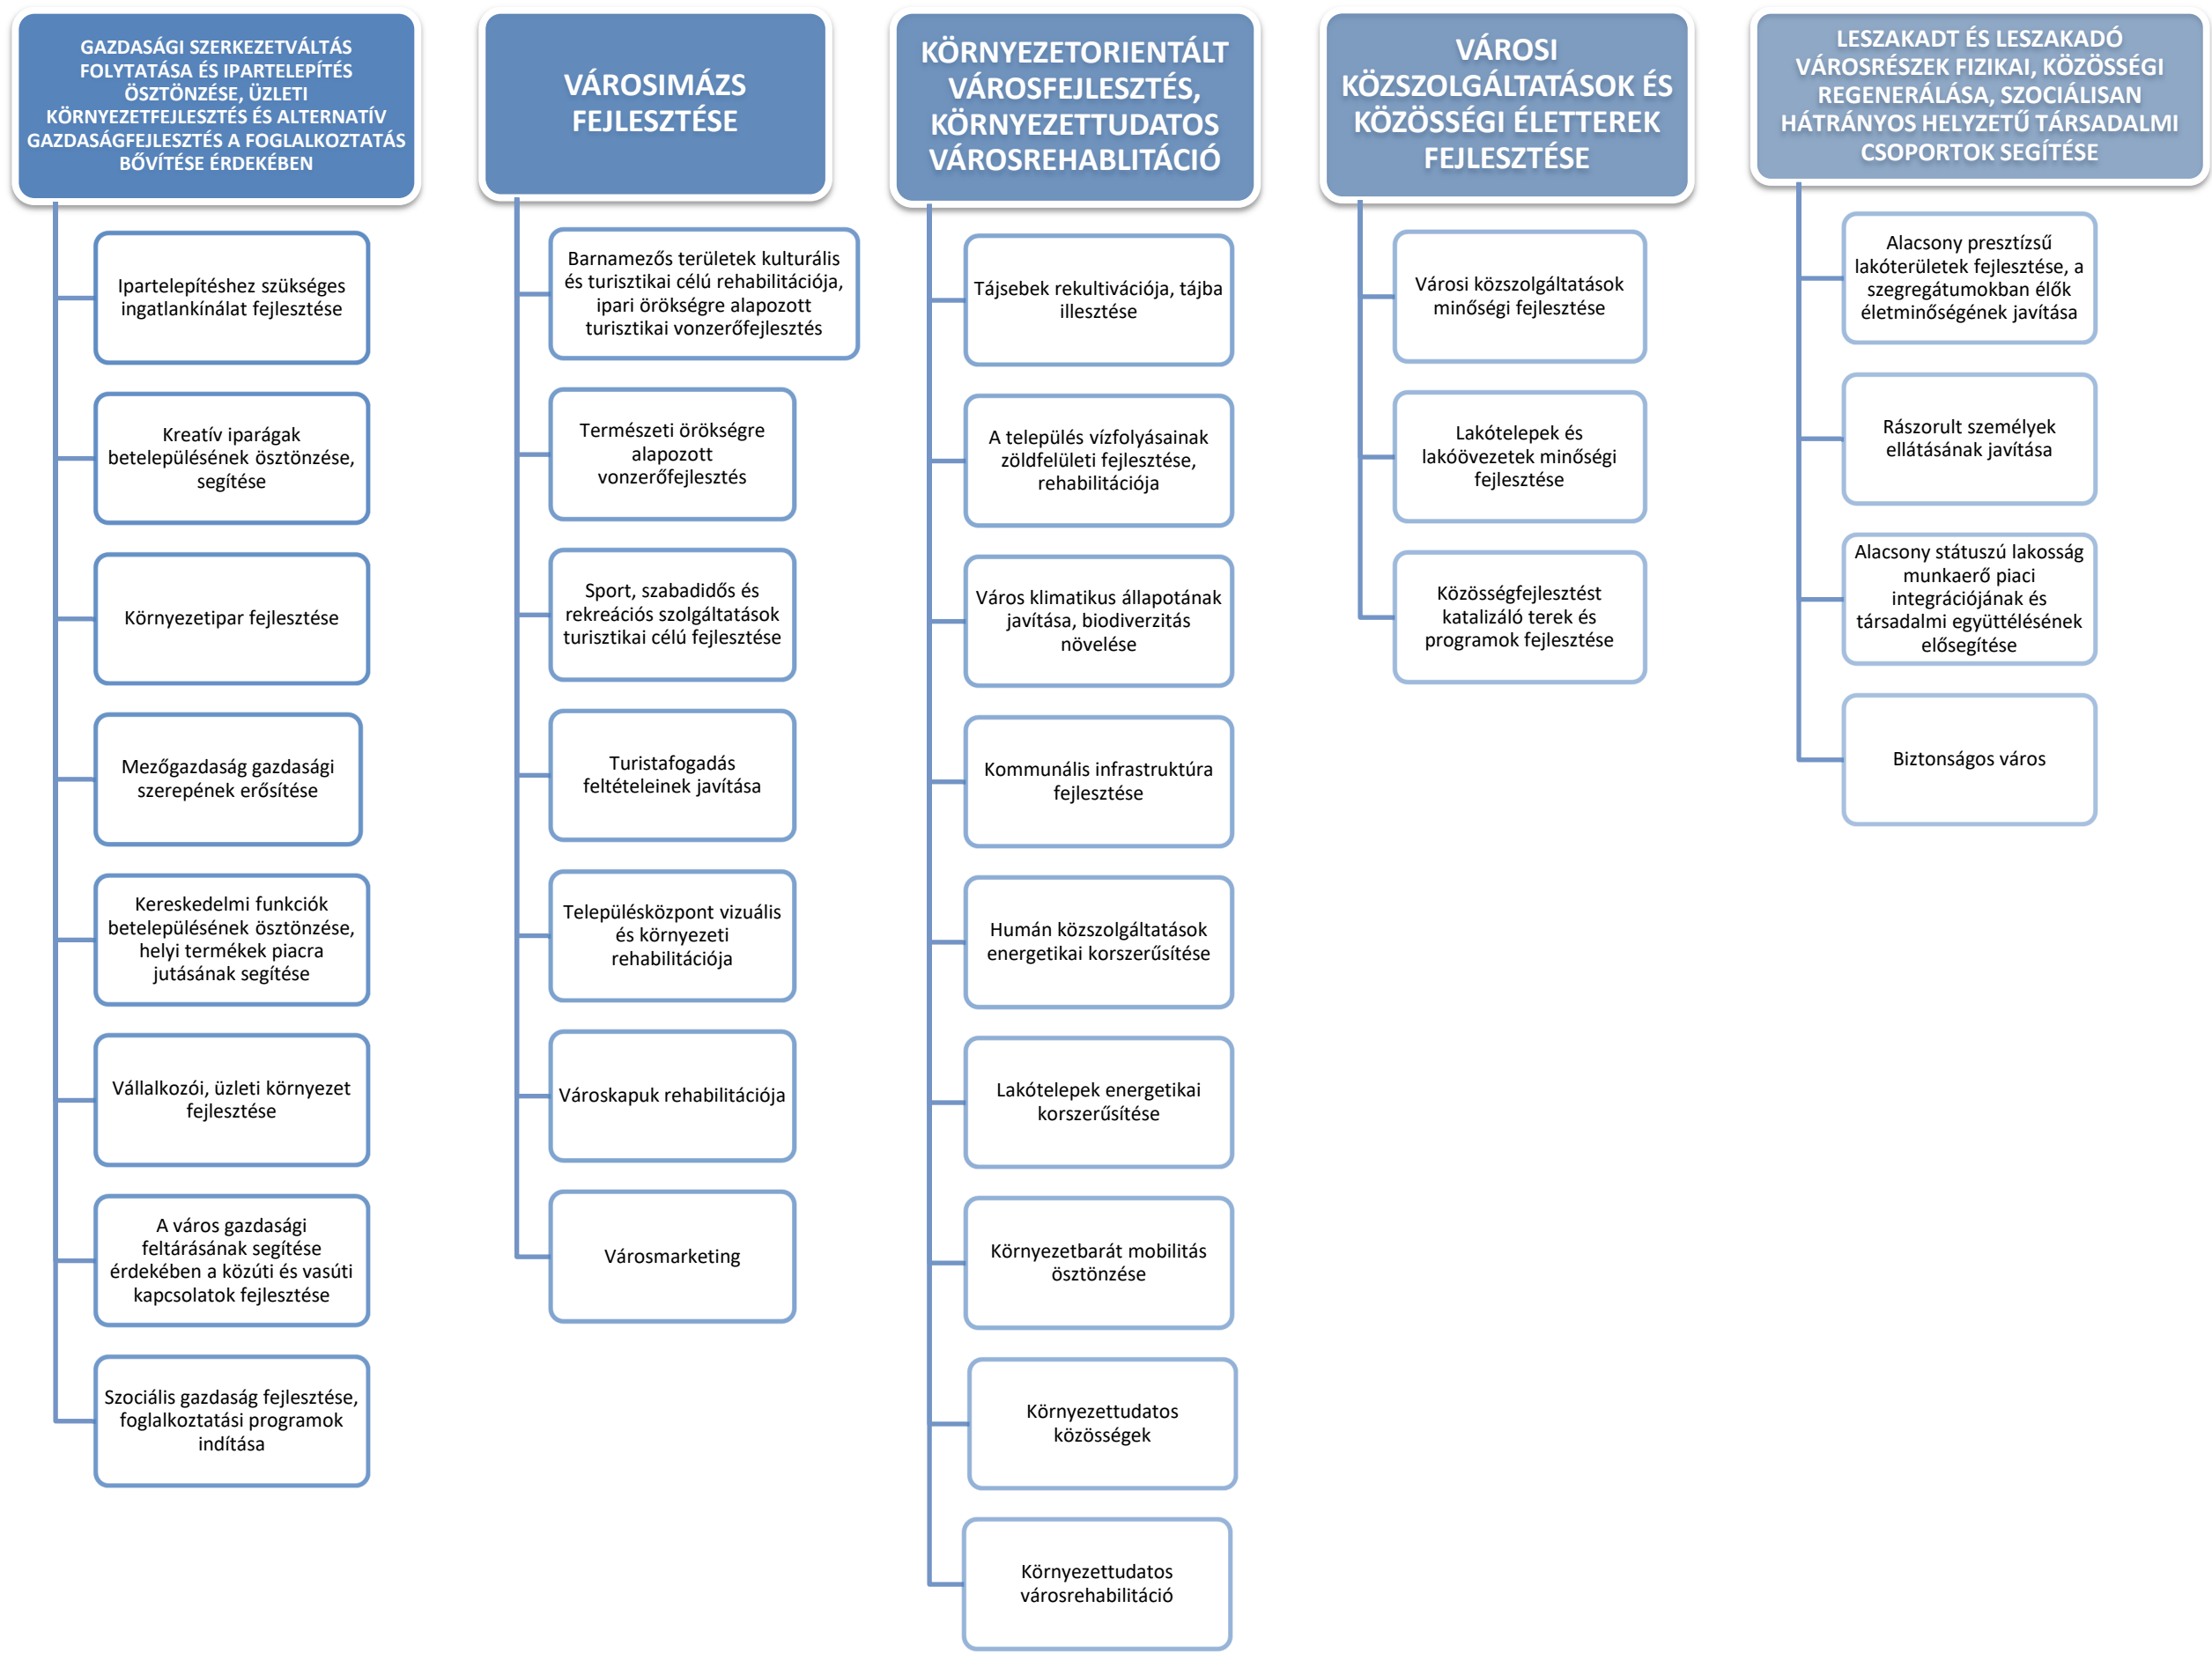 GAZDASÁGI SZERKEZETVÁLTÁS
FOLYTATÁSA ÉS IPARTELEPÍTÉS
ÖSZTÖNZÉSE, ÜZLETI
KÖRNYEZETFEJLESZTÉS ÉS ALTERNATÍV
GAZDASÁGFEJLESZTÉS A FOGLALKOZTATÁS
BŐVÍTÉSE ÉRDEKÉBEN
Ipartelepítéshez szükséges
ingatlankínálat fejlesztése
Kreatív iparágak
betelepülésének ösztönzése,
segítése
Környezetipar fejlesztése
Mezőgazdaság gazdasági
szerepének erősítése
Kereskedelmi funkciók
betelepülésének ösztönzése,
helyi termékek piacra
jutásának segítése
Vállalkozói, üzleti környezet
fejlesztése
A város gazdasági
feltárásának segítése
érdekében a közúti és vasúti
kapcsolatok fejlesztése
Szociális gazdaság fejlesztése,
foglalkoztatási programok
indítása
VÁROSIMÁZS
FEJLESZTÉSE
Barnamezős területek kulturális
és turisztikai célú rehabilitációja,
ipari örökségre alapozott
turisztikai vonzerőfejlesztés
Természeti örökségre
alapozott
vonzerőfejlesztés
Sport, szabadidős és
rekreációs szolgáltatások
turisztikai célú fejlesztése
Turistafogadás
feltételeinek javítása
Településközpont vizuális
és környezeti
rehabilitációja
Városkapuk rehabilitációja
Városmarketing
KÖRNYEZETORIENTÁLT
VÁROSFEJLESZTÉS,
KÖRNYEZETTUDATOS
VÁROSREHABLITÁCIÓ
Tájsebek rekultivációja, tájba
illesztése
A település vízfolyásainak
zöldfelületi fejlesztése,
rehabilitációja
Város klimatikus állapotának
javítása, biodiverzitás
növelése
Kommunális infrastruktúra
fejlesztése
Humán közszolgáltatások
energetikai korszerűsítése
Lakótelepek energetikai
korszerűsítése
Környezetbarát mobilitás
ösztönzése
Környezettudatos
közösségek
Környezettudatos
városrehabilitáció
VÁROSI
KÖZSZOLGÁLTATÁSOK ÉS
KÖZÖSSÉGI ÉLETTEREK
FEJLESZTÉSE
Városi közszolgáltatások
minőségi fejlesztése
Lakótelepek és
lakóövezetek minőségi
fejlesztése
Közösségfejlesztést
katalizáló terek és
programok fejlesztése
LESZAKADT ÉS LESZAKADÓ
VÁROSRÉSZEK FIZIKAI, KÖZÖSSÉGI
REGENERÁLÁSA, SZOCIÁLISAN
HÁTRÁNYOS HELYZETŰ TÁRSADALMI
CSOPORTOK SEGÍTÉSE
Alacsony presztízsű
lakóterületek fejlesztése, a
szegregátumokban élők
életminőségének javítása
Rászorult személyek
ellátásának javítása
Alacsony státuszú lakosság
munkaerő piaci
integrációjának és
társadalmi együttélésének
elősegítése
Biztonságos város